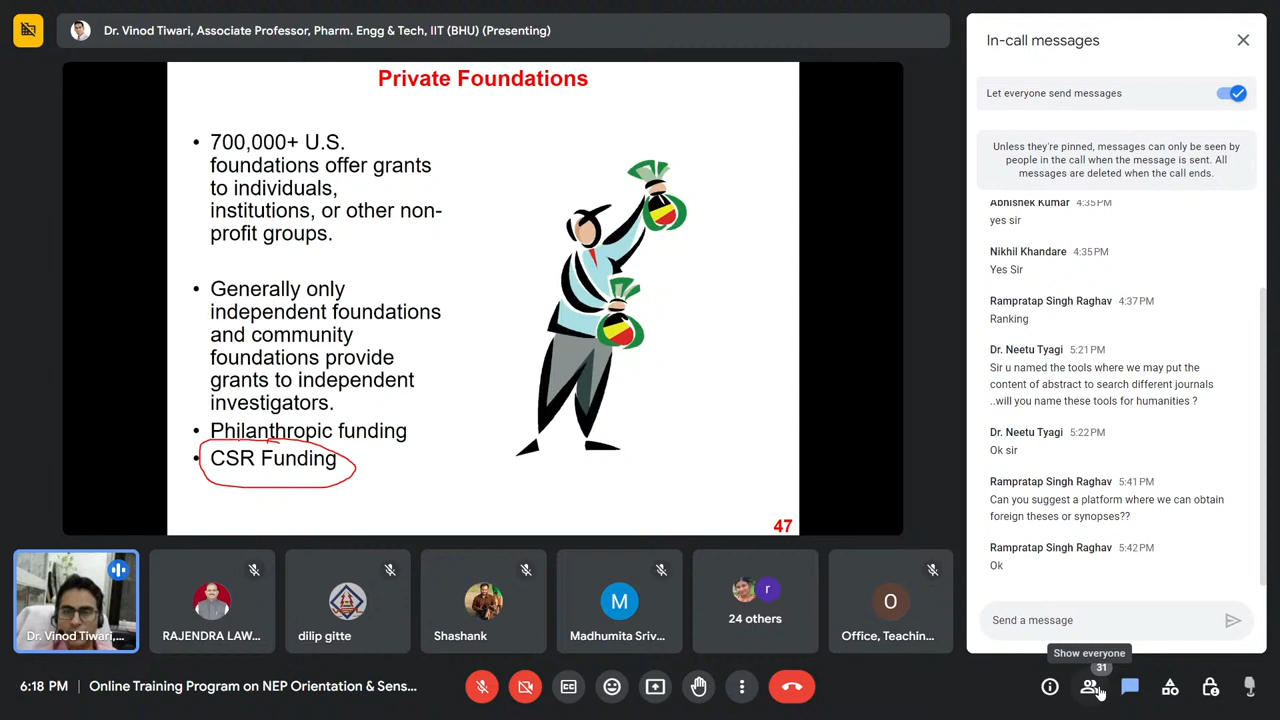 Dr. Vinod Tiwari, Associate Professor, Pharm. Engg & Tech, IIT (BHU) (Presenting)
Private Foundations
• 700,000+ U.S.
foundations offer grants
to individuals,
institutions, or other non-
profit groups.
• Generally only
independent foundations
and community
foundations provide
grants to independent
investigators.
• Philanthropic funding
• CSR Funding
47
In-call messages
Let everyone send messages
Unless they're pinned, messages can only be seen by
people in the call when the message is sent. All
messages are deleted when the call ends.
Abhishek Kumar 4:35 PM
yes sir
Nikhil Khandare 4:35 PM
Yes Sir
Rampratap Singh Raghav 4:37 PM
Ranking
Dr. Neetu Tyagi 5:21 PM
Sir u named the tools where we may put the
content of abstract to search different journals
..will you name these tools for humanities ?
Dr. Neetu Tyagi 5:22 PM
Ok sir
Rampratap Singh Raghav 5:41 PM
Can you suggest a platform where we can obtain
foreign theses or synopses??
Rampratap Singh Raghav 5:42 PM
Ok
Send a message
Show everyone
31
Dr. Vinod Tiwari,...
RAJENDRA LAW...
dilip gitte
Shashank
M
Madhumita Sriv...
r
24 others
O
Office, Teachin...
6:18 PM | Online Training Program on NEP Orientation & Sens...